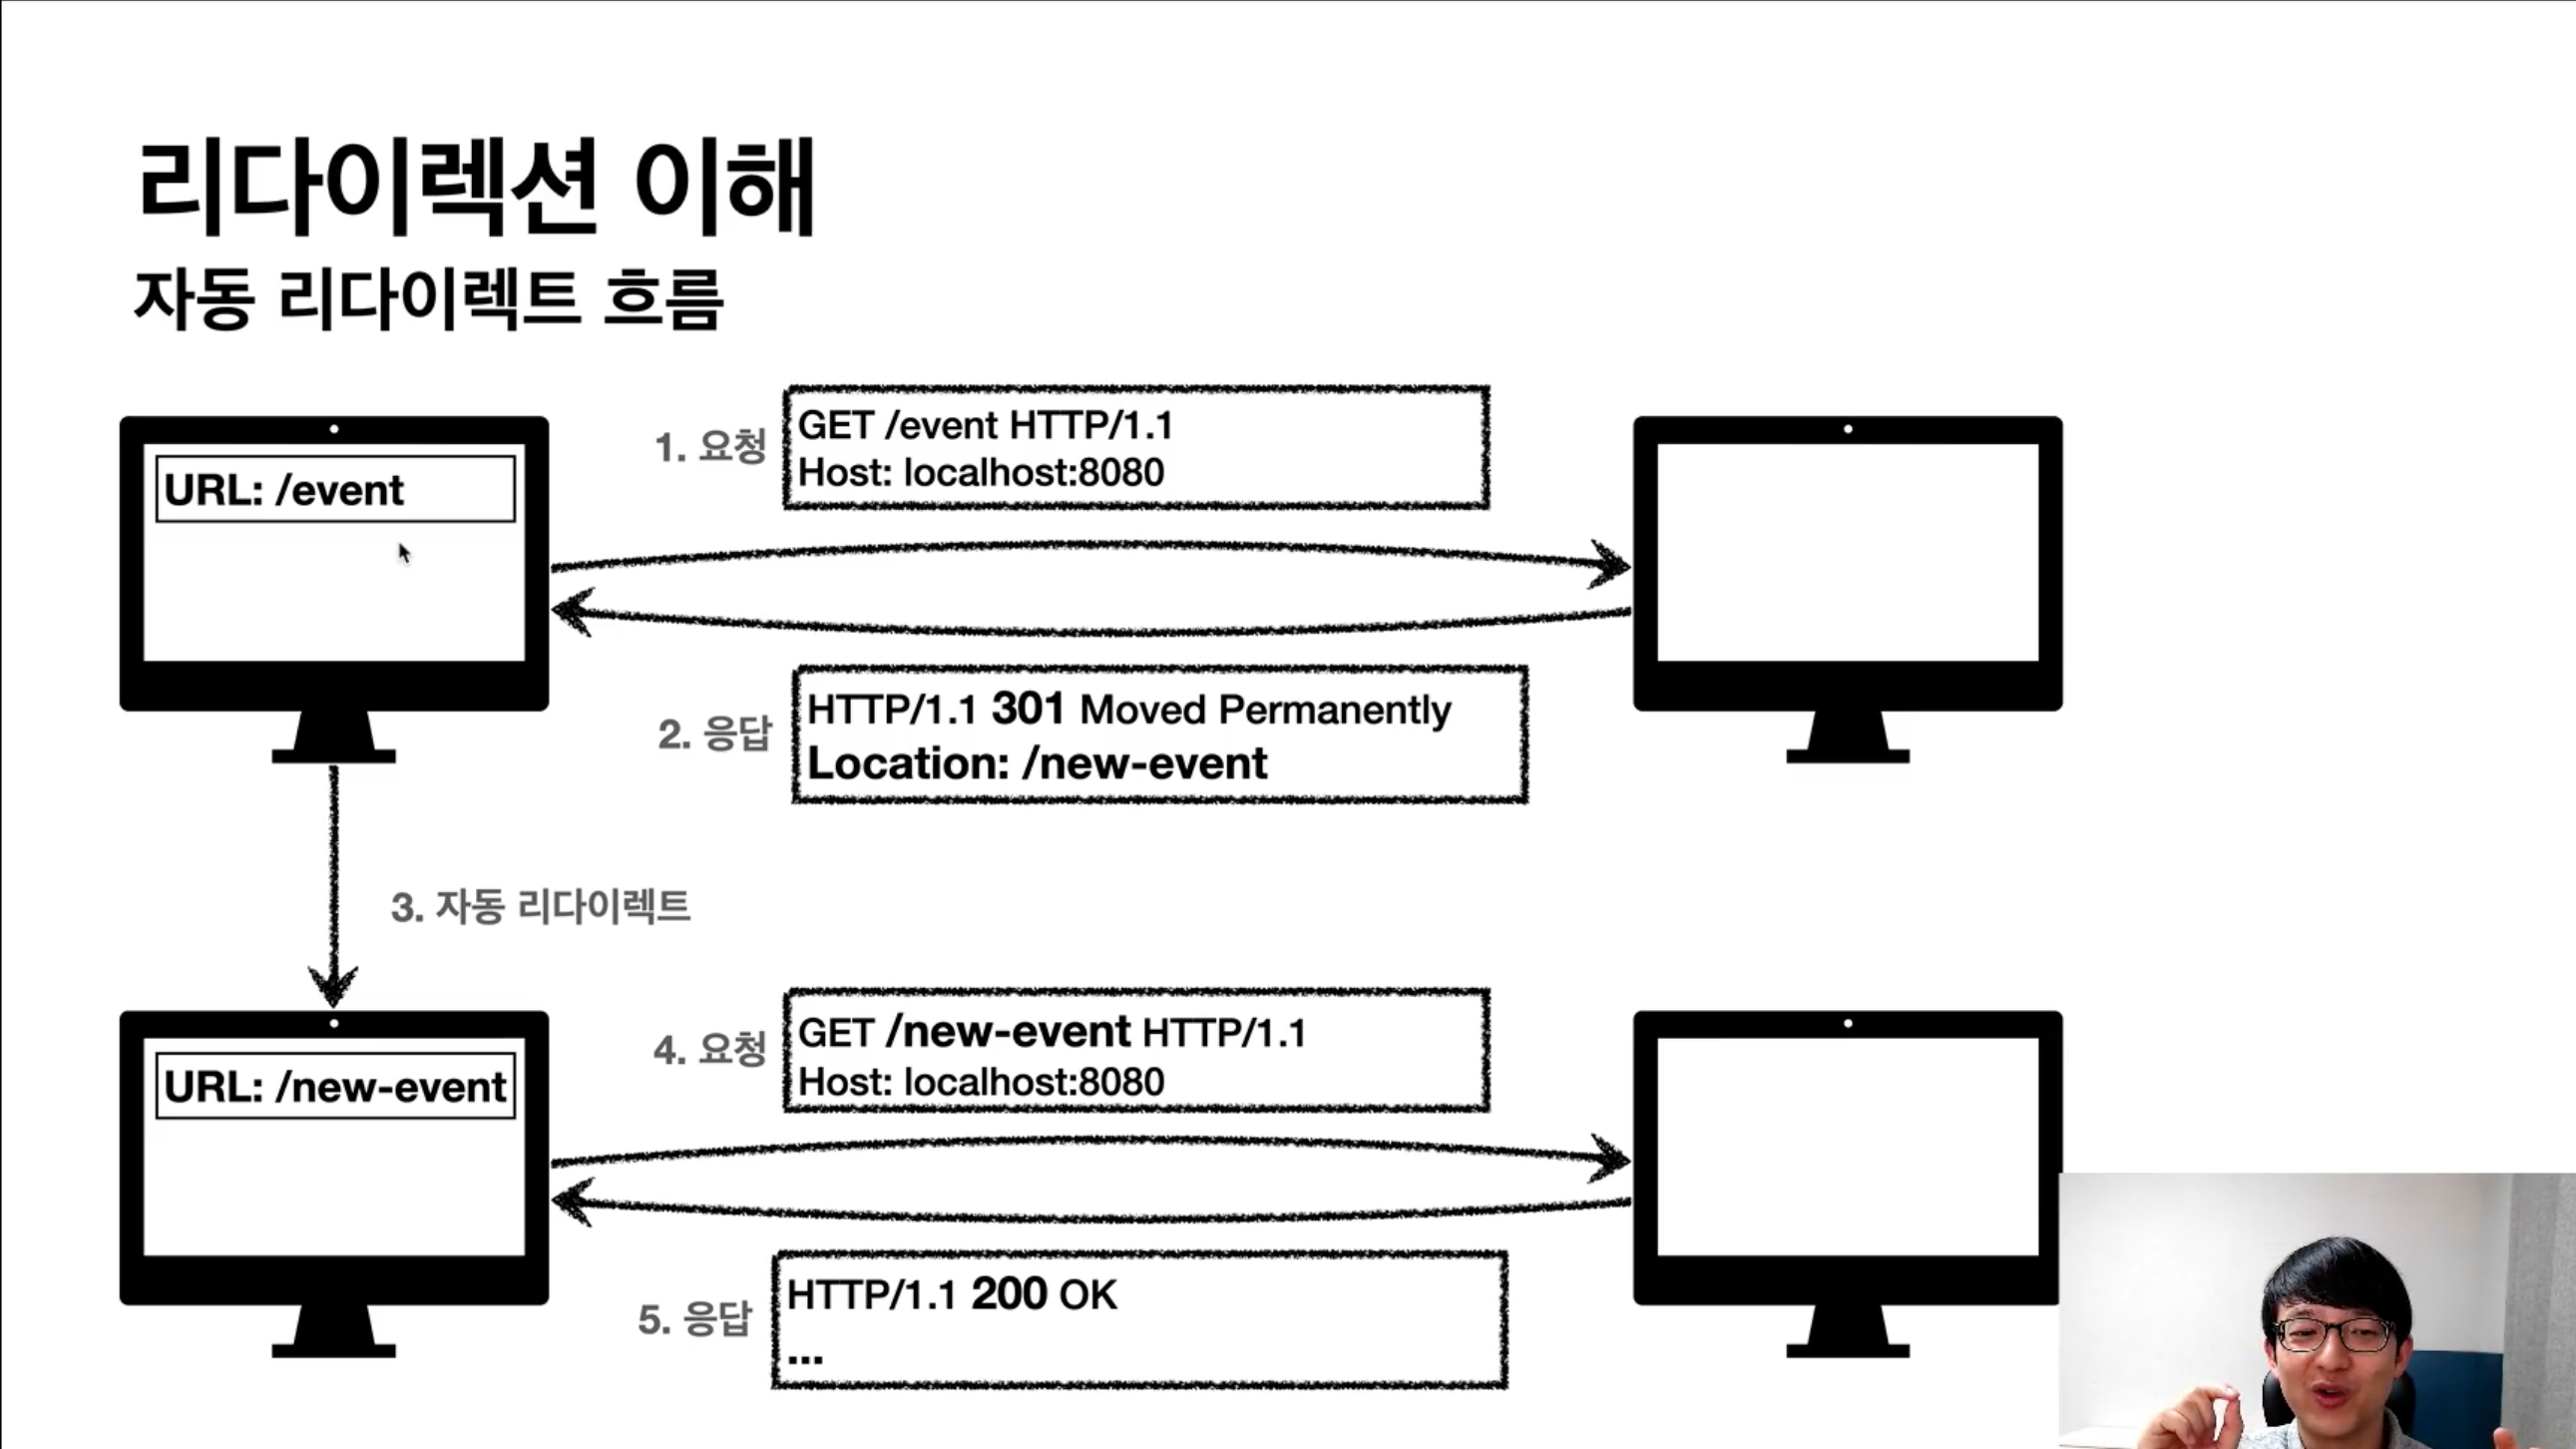 리다이렉션 이해
자동 리다이렉트 흐름
URL: /event
1. 요청
GET /event HTTP/1.1
Host: localhost:8080
2. 응답
HTTP/1.1 301 Moved Permanently
Location: /new-event
3. 자동 리다이렉트
URL: /new-event
4. 요청
GET /new-event HTTP/1.1
Host: localhost:8080
5. 응답
HTTP/1.1 200 OK
...